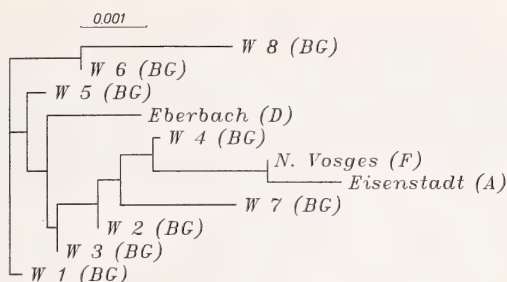 0.001
W 8 (BG)
W 6 (BG)
W 5 (BG)
Eberbach (D)
W 4 (BG)
N. Vosges (F)
Eisenstadt (A)
W 7 (BG)
W 2 (BG)
W 3 (BG)
W 1 (BG)